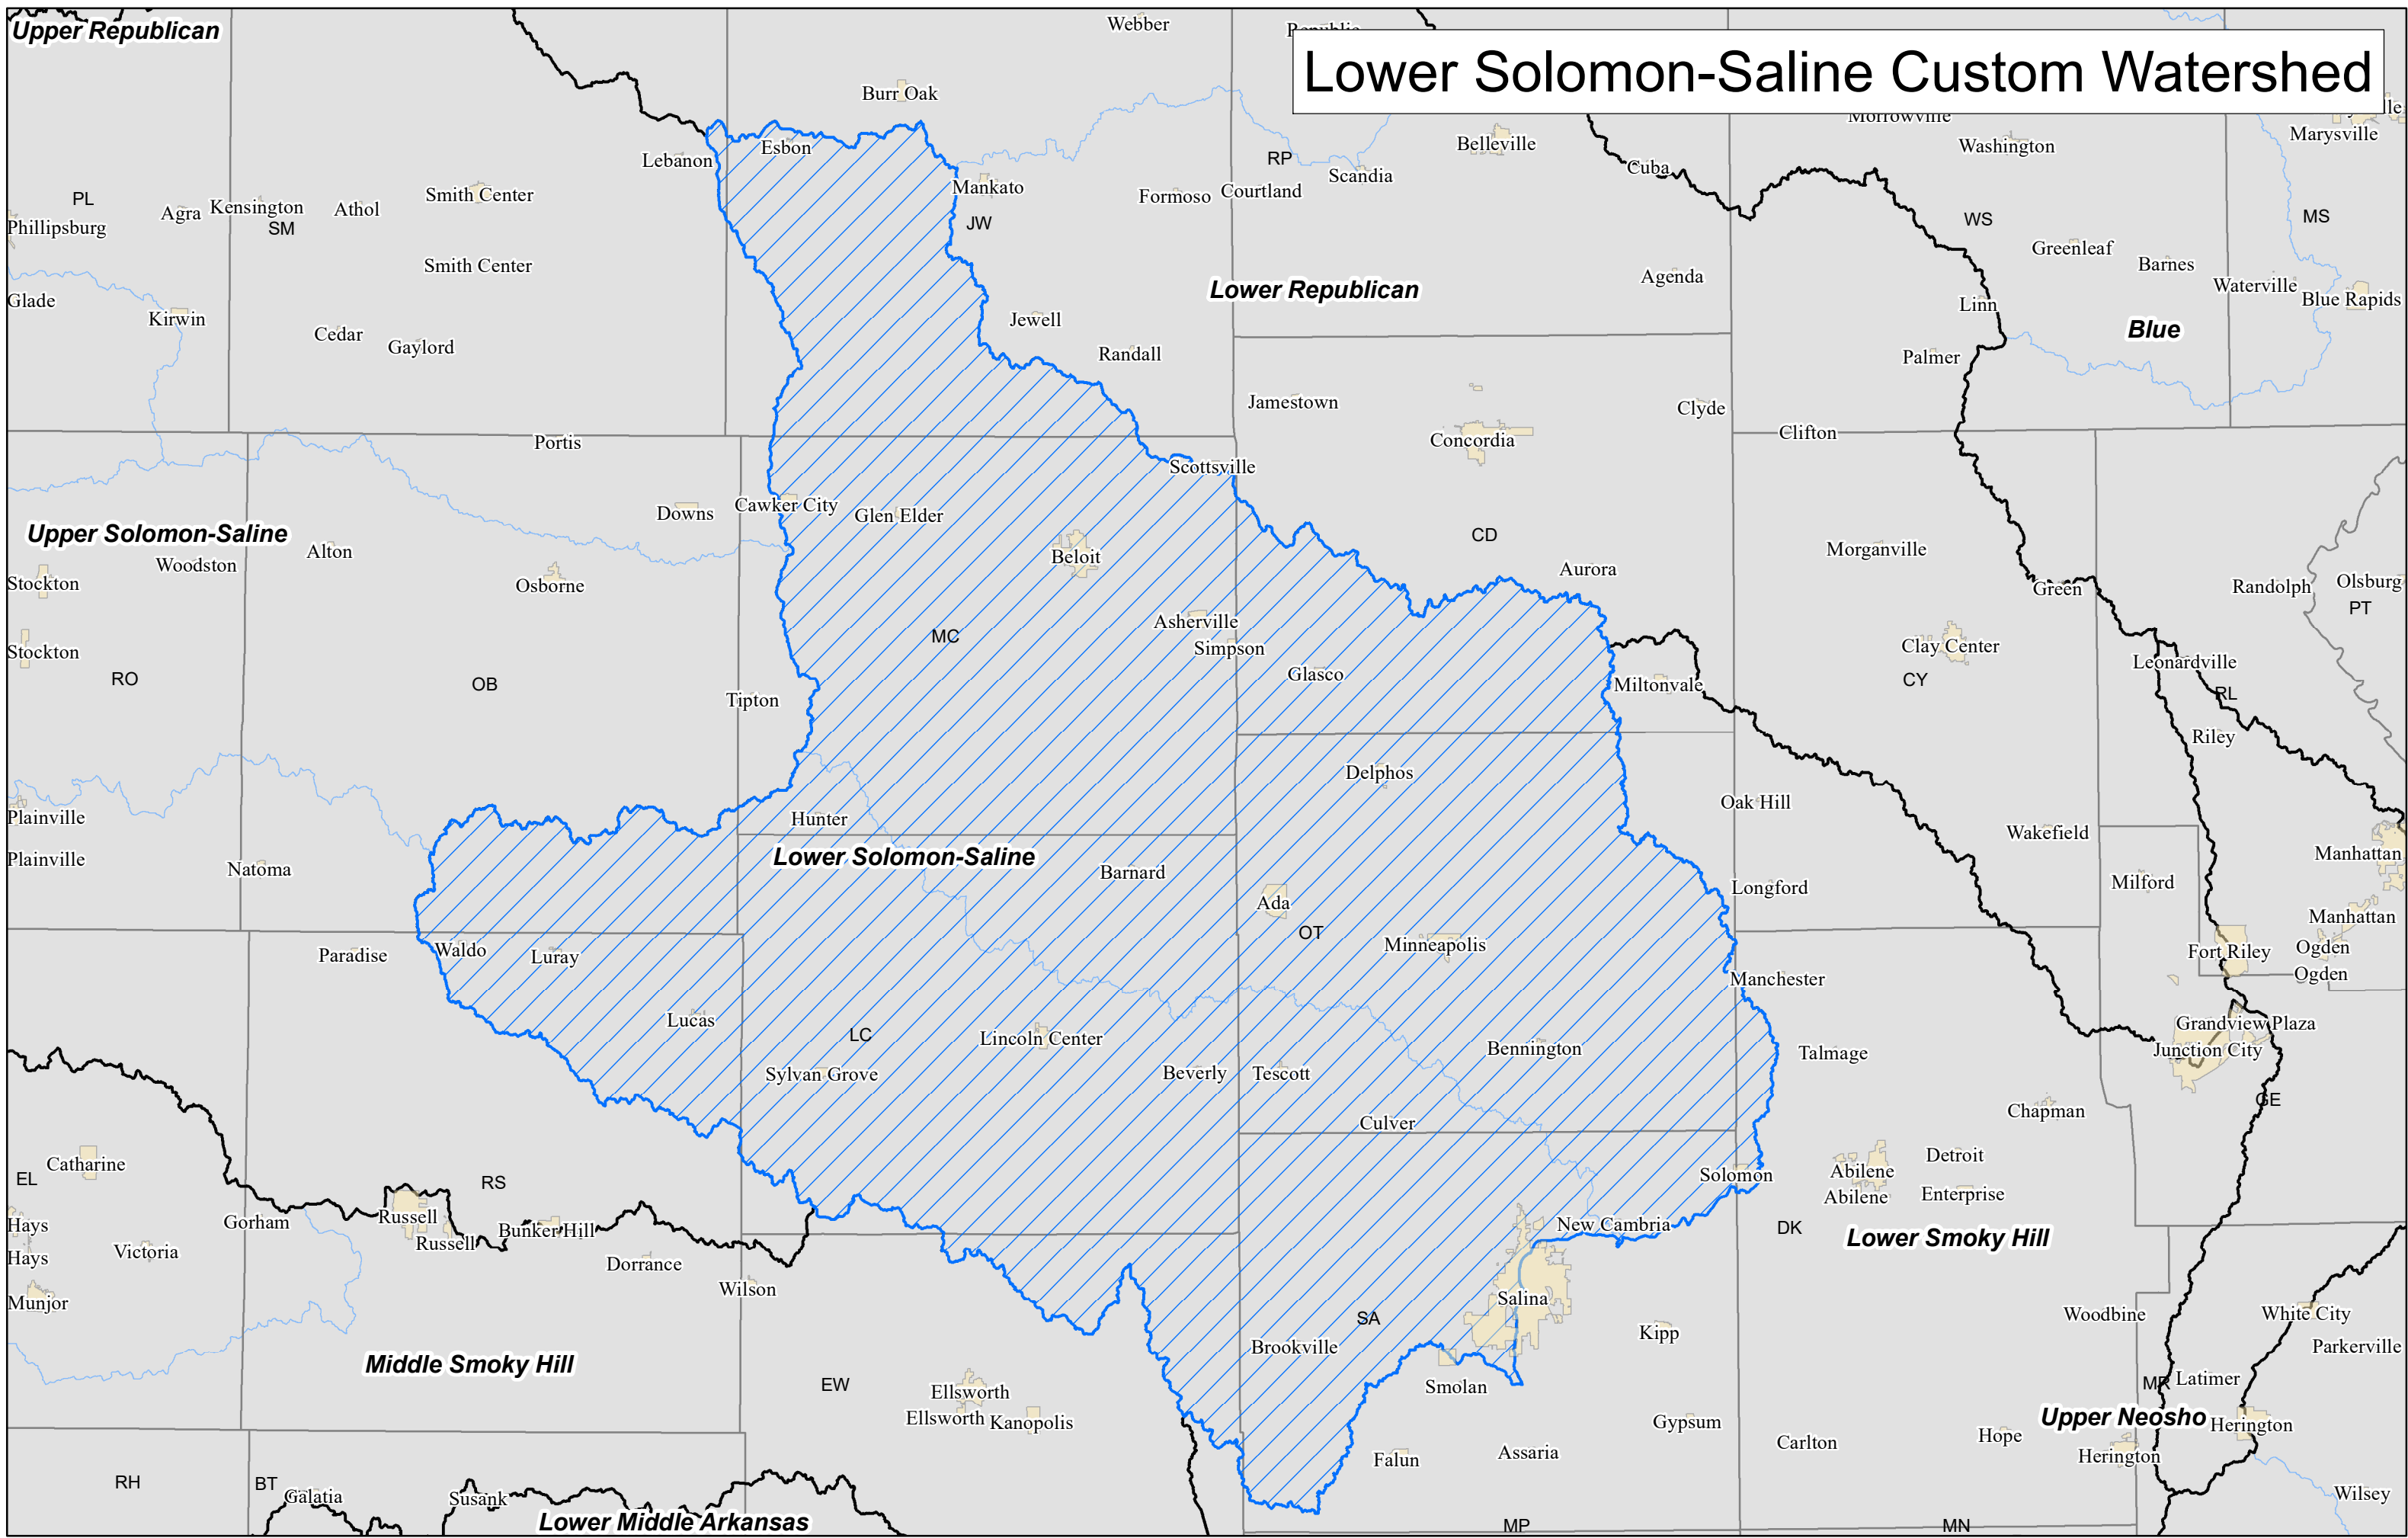 Upper Republican
Webber
Republic
Lower Solomon-Saline Custom Watershed
Burr Oak
Morrowville
Marysville
Esbon
Belleville
Washington
Lebanon
RP
Cuba
Scandia
Mankato
Smith Center
Formoso
Courtland
PL
Agra
Kensington
Athol
SM
Phillipsburg
JW
WS
MS
Greenleaf
Barnes
Smith Center
Agenda
Waterville
Blue Rapids
Glade
Lower Republican
Linn
Kirwin
Jewell
Blue
Cedar
Gaylord
Randall
Palmer
Jamestown
Clyde
Portis
Concordia
Clifton
Scottsville
Cawker City
Glen Elder
Downs
Upper Solomon-Saline
CD
Alton
Woodston
Beloit
Morganville
Aurora
Stockton
Osborne
Green
Randolph
Olsburg
PT
Asherville
MC
Simpson
Clay Center
Stockton
Leonardville
RO
OB
Glasco
Miltonvale
CY
RL
Tipton
Riley
Delphos
Oak Hill
Plainville
Hunter
Wakefield
Plainville
Lower Solomon-Saline
Manhattan
Natoma
Barnard
Longford
Milford
Ada
Manhattan
OT
Minneapolis
Ogden
Waldo
Luray
Paradise
Fort Riley
Ogden
Manchester
Lucas
Grandview Plaza
LC
Lincoln Center
Bennington
Talmage
Junction City
Sylvan Grove
Beverly
Tescott
GE
Chapman
Culver
Catharine
Detroit
EL
RS
Solomon
Abilene
Abilene
Enterprise
Russell
Gorham
Bunker Hill
New Cambria
DK
Hays
Russell
Lower Smoky Hill
Victoria
Hays
Dorrance
Wilson
Munjor
Salina
SA
Woodbine
White City
Kipp
Brookville
Parkerville
Middle Smoky Hill
EW
Smolan
MR
Latimer
Ellsworth
Ellsworth
Kanopolis
Gypsum
Upper Neosho
Herington
Hope
Carlton
Assaria
Falun
Herington
RH
BT
Galatia
Susank
Wilsey
Lower Middle Arkansas
MP
MN